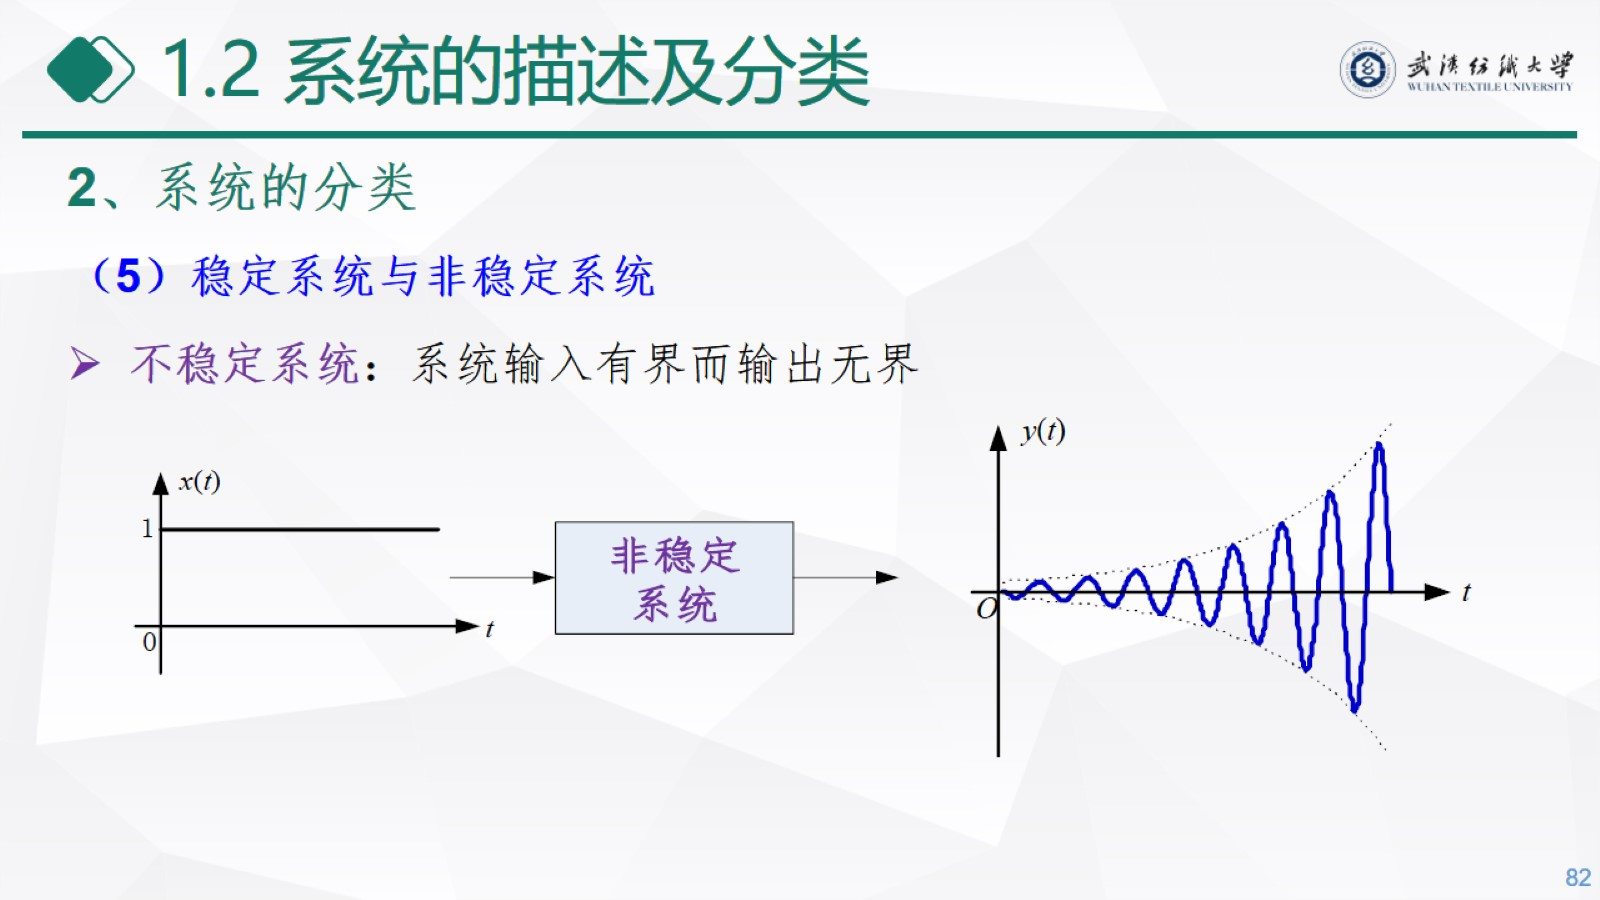 1.2 系统的描述及分类
武汉纺织大学
WUHAN TEXTILE UNIVERSITY
2、系统的分类
（5）稳定系统与非稳定系统
➢ 不稳定系统：系统输入有界而输出无界
x(t)
1
0
t
非稳定
系统
y(t)
O
t
82